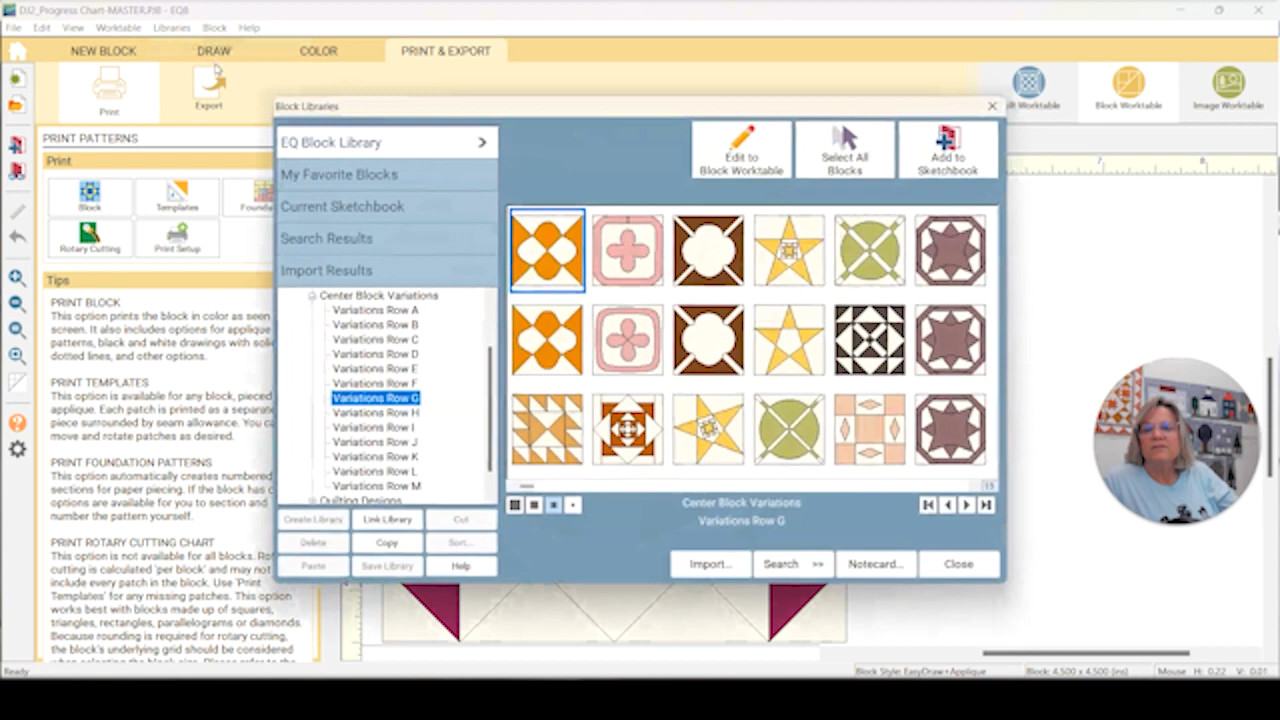 DJ2_Progress Chart-MASTER.PJ8 - EQ8
File Edit View Worktable Libraries Block Help
NEW BLOCK DRAW COLOR PRINT & EXPORT
Print
Export
Worktable
Block Worktable
Image Worktable
PRINT PATTERNS
Print
Block
Templates
Rotary Cutting
Print Setup
Tips
PRINT BLOCK
This option prints the block in color as seen
screen. It also includes options for applique
patterns, black and white drawings with
dotted lines, and other options.
PRINT TEMPLATES
This option is available for any block, pieced
applique. Each patch is printed as a separate
piece surrounded by seam allowance. You
move and rotate patches as desired.
PRINT FOUNDATION PATTERNS
This option automatically creates numbered
sections for paper piecing. If the block has
options are available for you to section and
number the pattern yourself.
PRINT ROTARY CUTTING CHART
This option is not available for all blocks.
cutting is calculated 'per block' and may not
include every patch in the block. Use 'Print
Templates' for any missing patches. This option
works best with blocks made up of squares,
triangles, rectangles, parallelograms or diamonds.
Because rounding is required for rotary cutting,
the block's underlying grid should be considered
Block Libraries
EQ Block Library
My Favorite Blocks
Current Sketchbook
Search Results
Import Results
Center Block Variations
Variations Row A
Variations Row B
Variations Row C
Variations Row D
Variations Row E
Variations Row F
Variations Row G
Variations Row H
Variations Row I
Variations Row J
Variations Row K
Variations Row L
Variations Row M
Quilting Designs
Create Library Link Library Cut
Delete Copy Sort...
Paste Save Library Help
Edit to
Block Worktable
Select All
Blocks
Add to
Sketchbook
15
Center Block Variations
Variations Row G
Import... Search >> Notecard... Close
7 8
Ready
Block Style: EasyDraw+Applique
Block: 4.500 x 4.500 (ins)
Mouse H: 0.22 V: 0.01